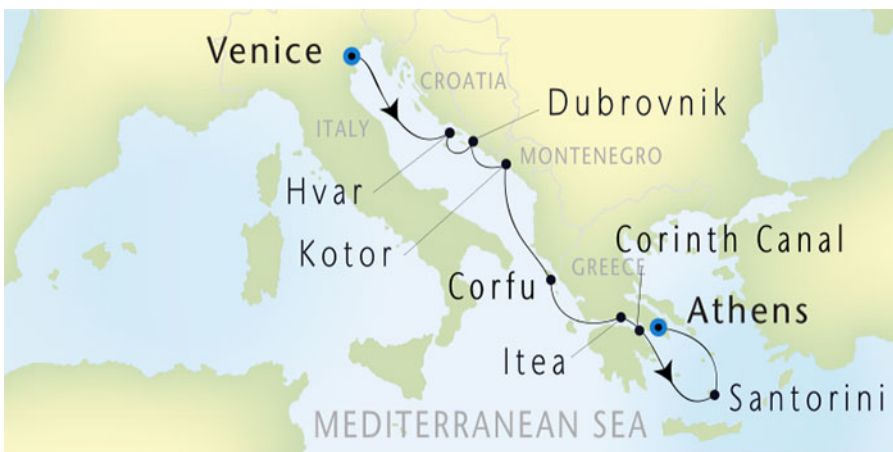 Venice
CROATIA
Dubrovnik
ITALY
MONTENEGRO
Hvar
Kotor
Corinth Canal
GREECE
Corfu
Athens
Itea
Santorini
MEDITERRANEAN SEA